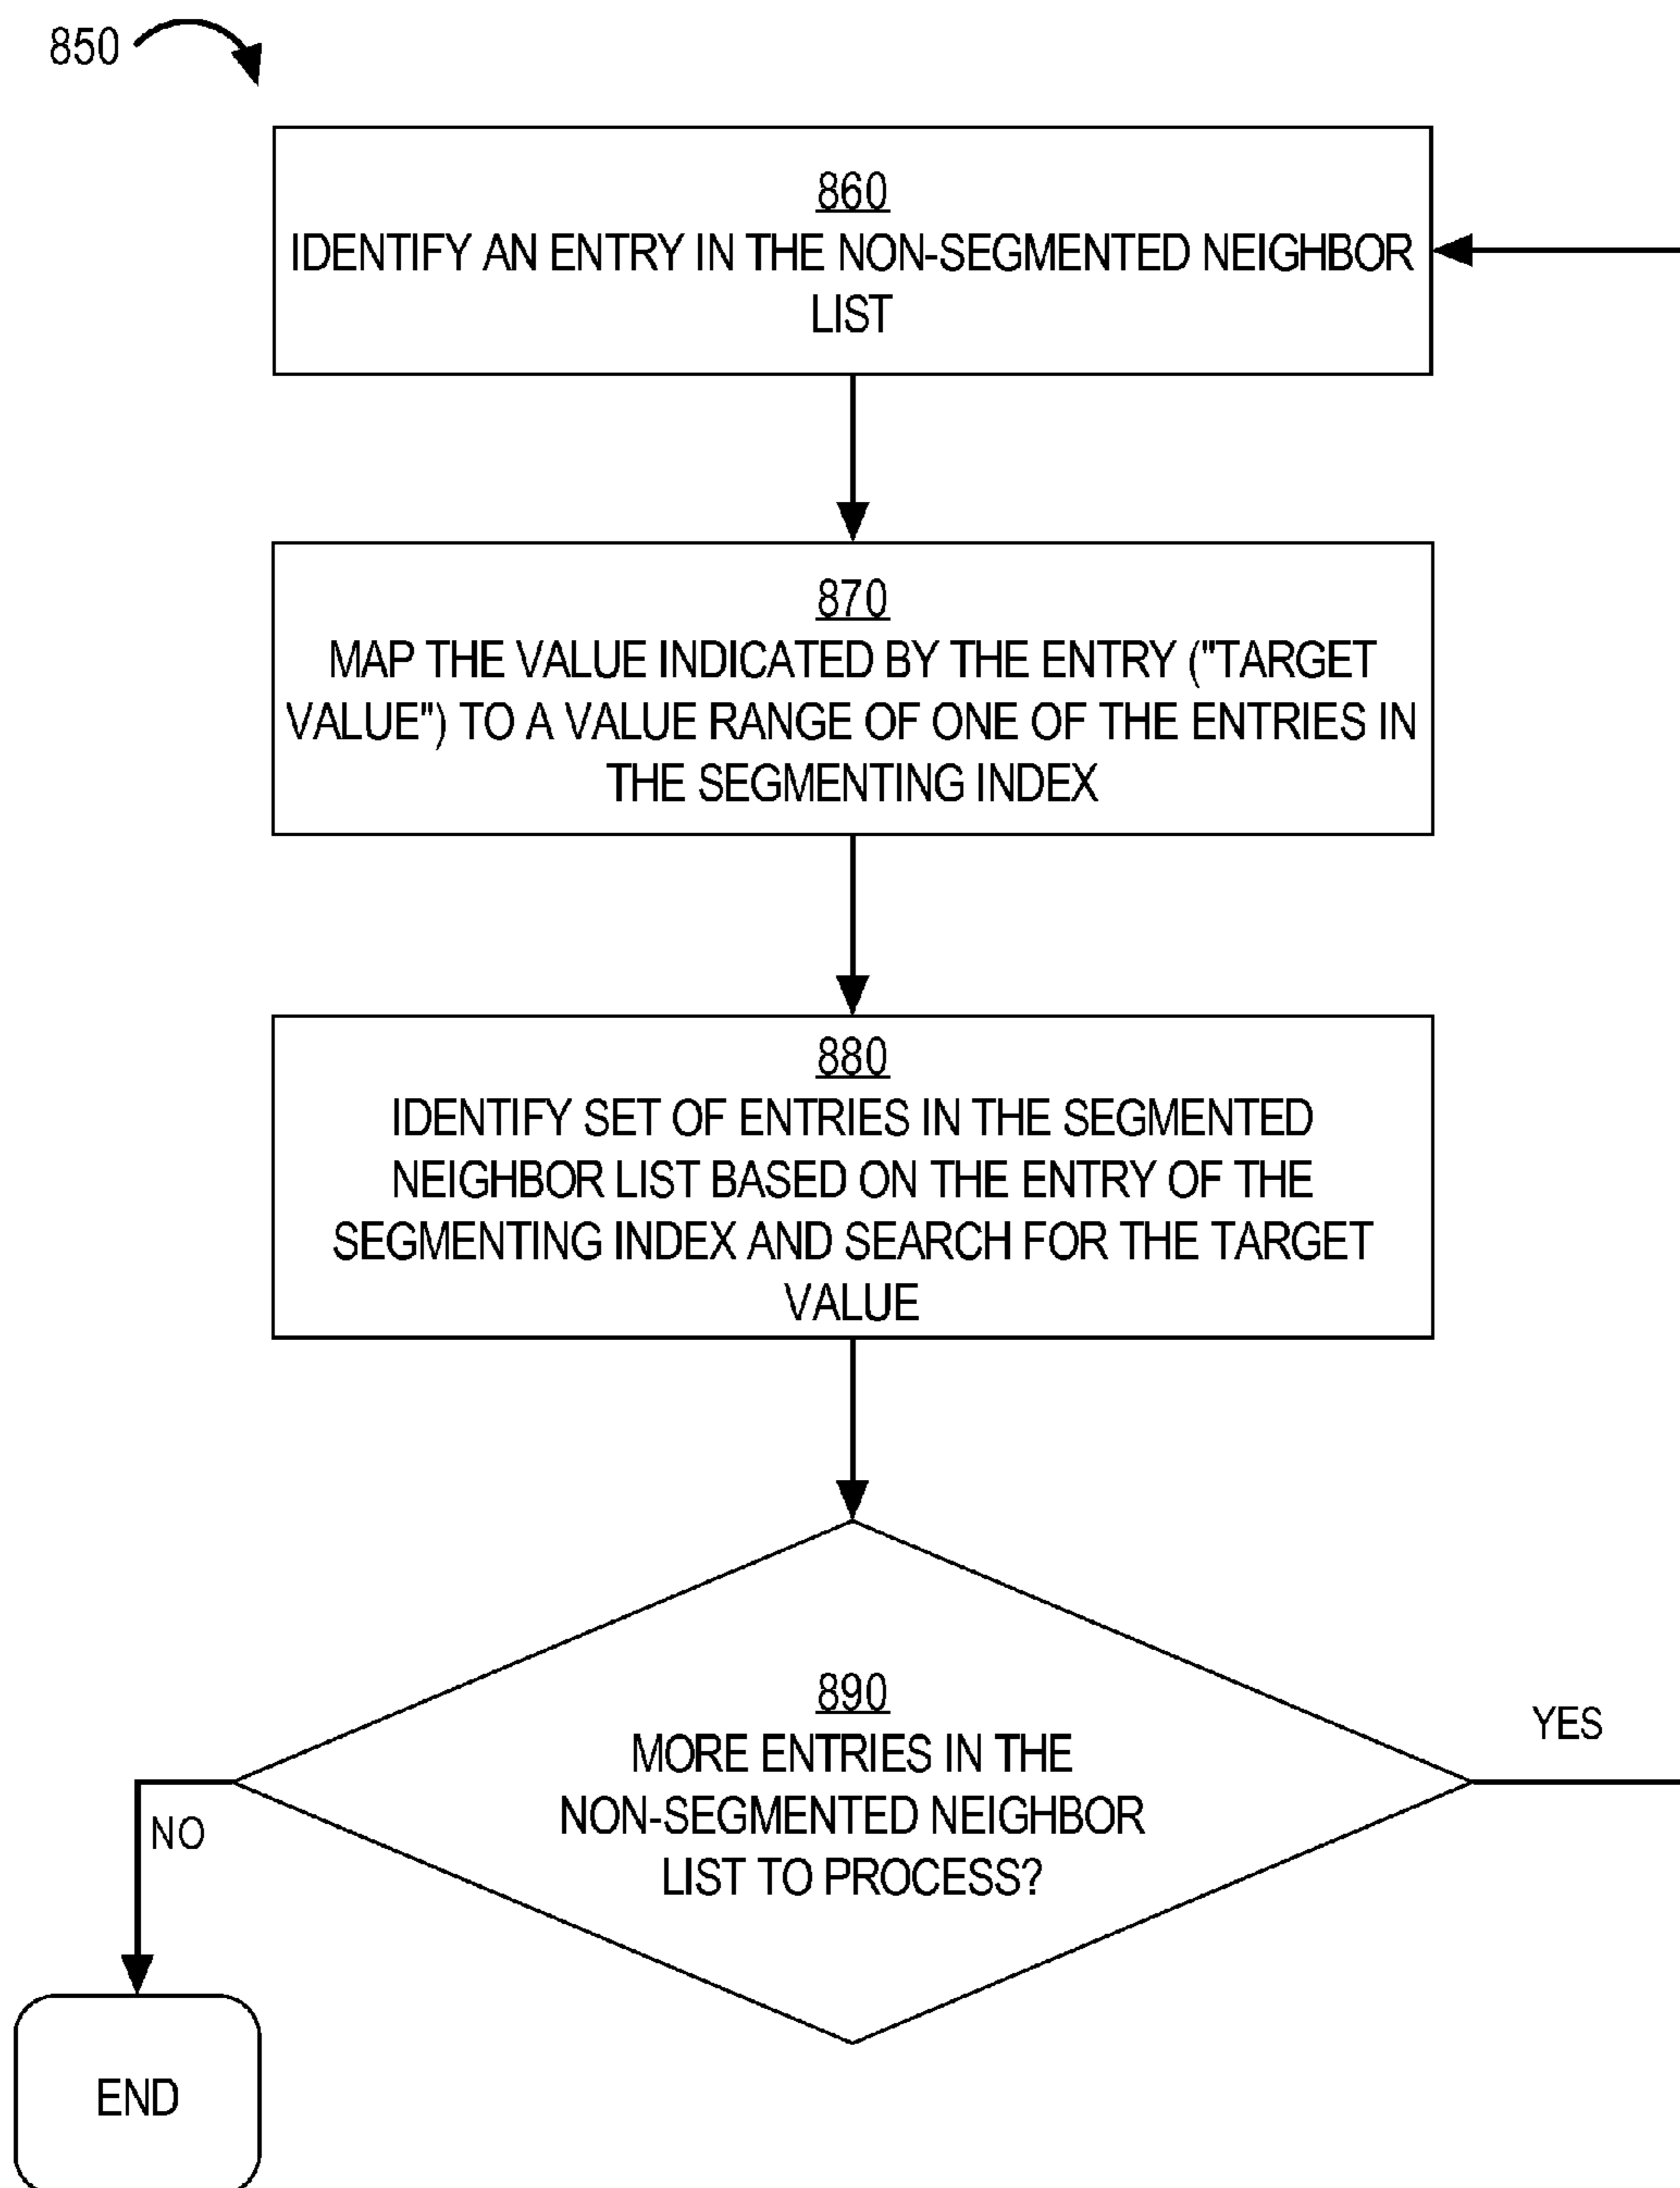 850
860
IDENTIFY AN ENTRY IN THE NON-SEGMENTED NEIGHBOR
LIST
870
MAP THE VALUE INDICATED BY THE ENTRY ("TARGET
VALUE") TO A VALUE RANGE OF ONE OF THE ENTRIES IN
THE SEGMENTING INDEX
880
IDENTIFY SET OF ENTRIES IN THE SEGMENTED
NEIGHBOR LIST BASED ON THE ENTRY OF THE
SEGMENTING INDEX AND SEARCH FOR THE TARGET
VALUE
890
MORE ENTRIES IN THE
NON-SEGMENTED NEIGHBOR
LIST TO PROCESS?
YES
NO
END